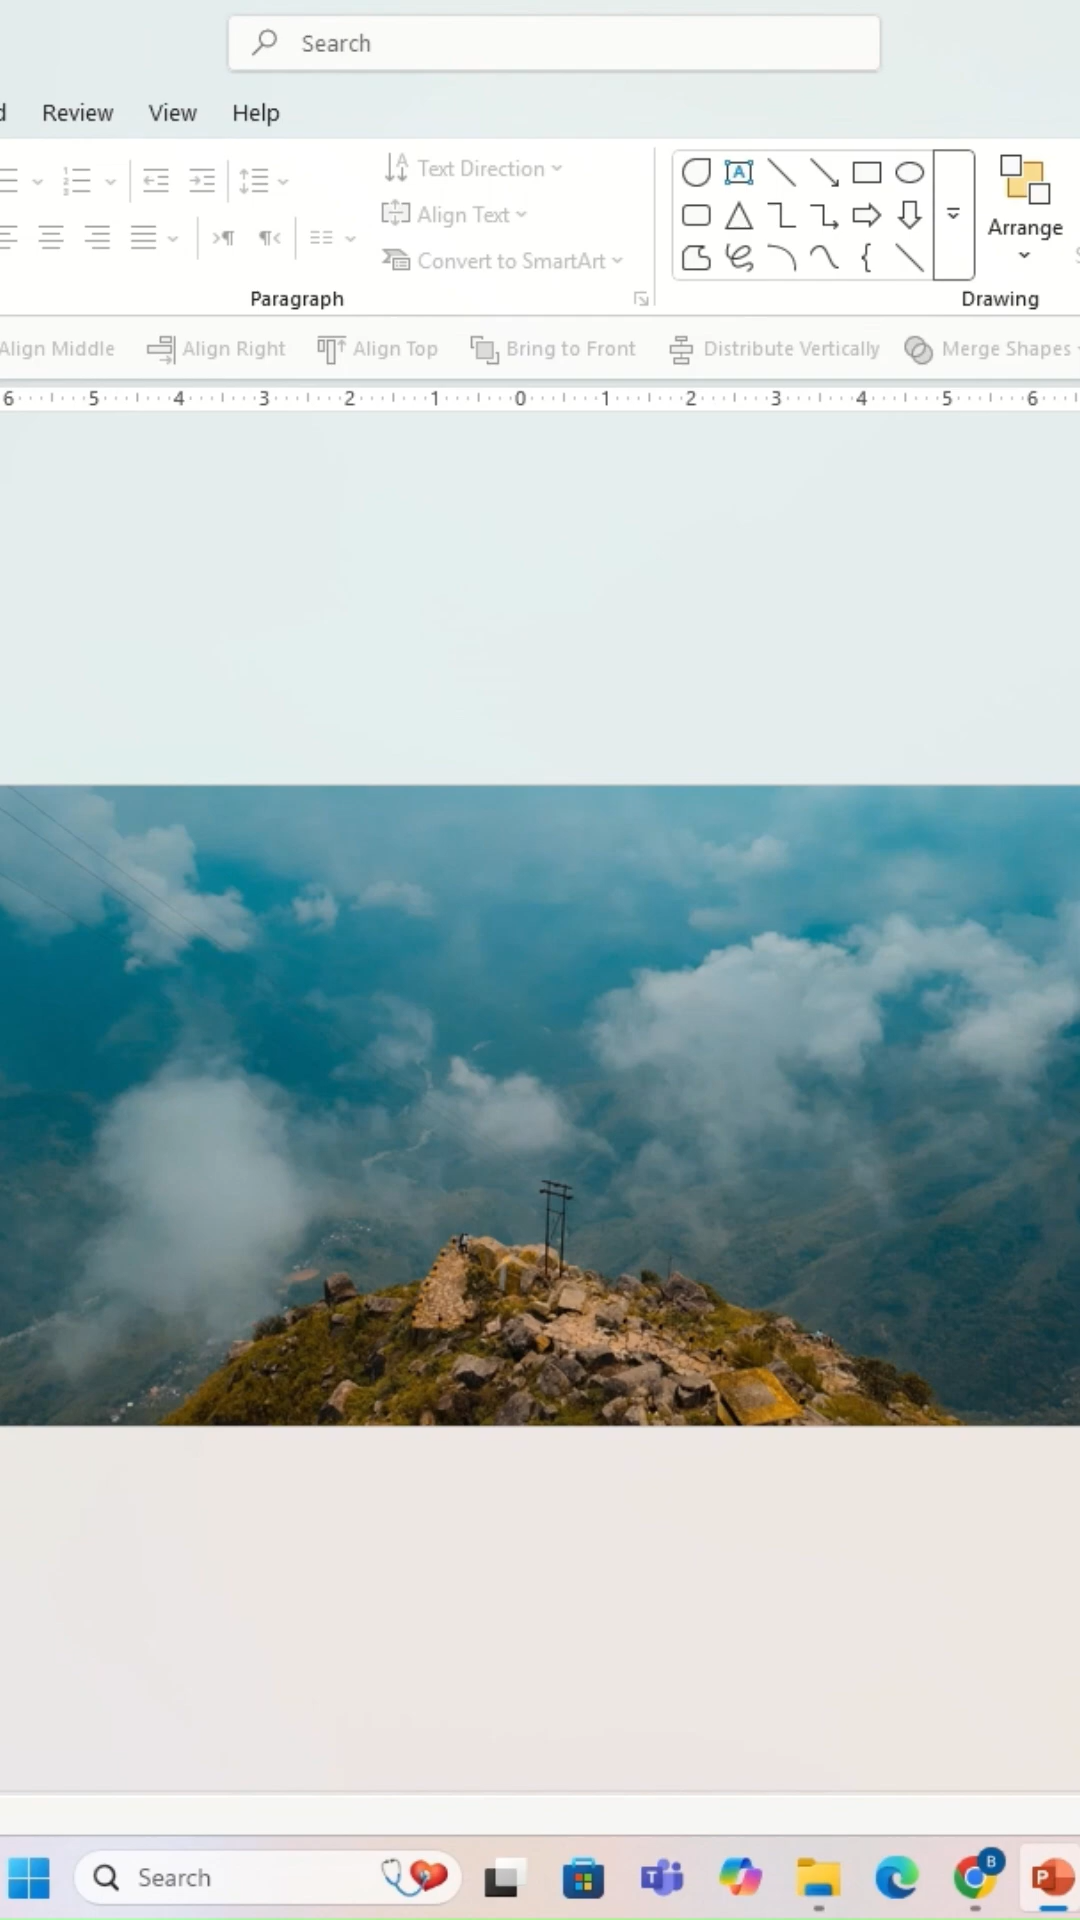 Search
Review View Help
Text Direction
Align Text
Convert to SmartArt
Arrange
Paragraph
Drawing
Align Middle Align Right Align Top Bring to Front Distribute Vertically Merge Shapes
6 5 4 3 2 1 0 1 2 3 4 5 6
Search